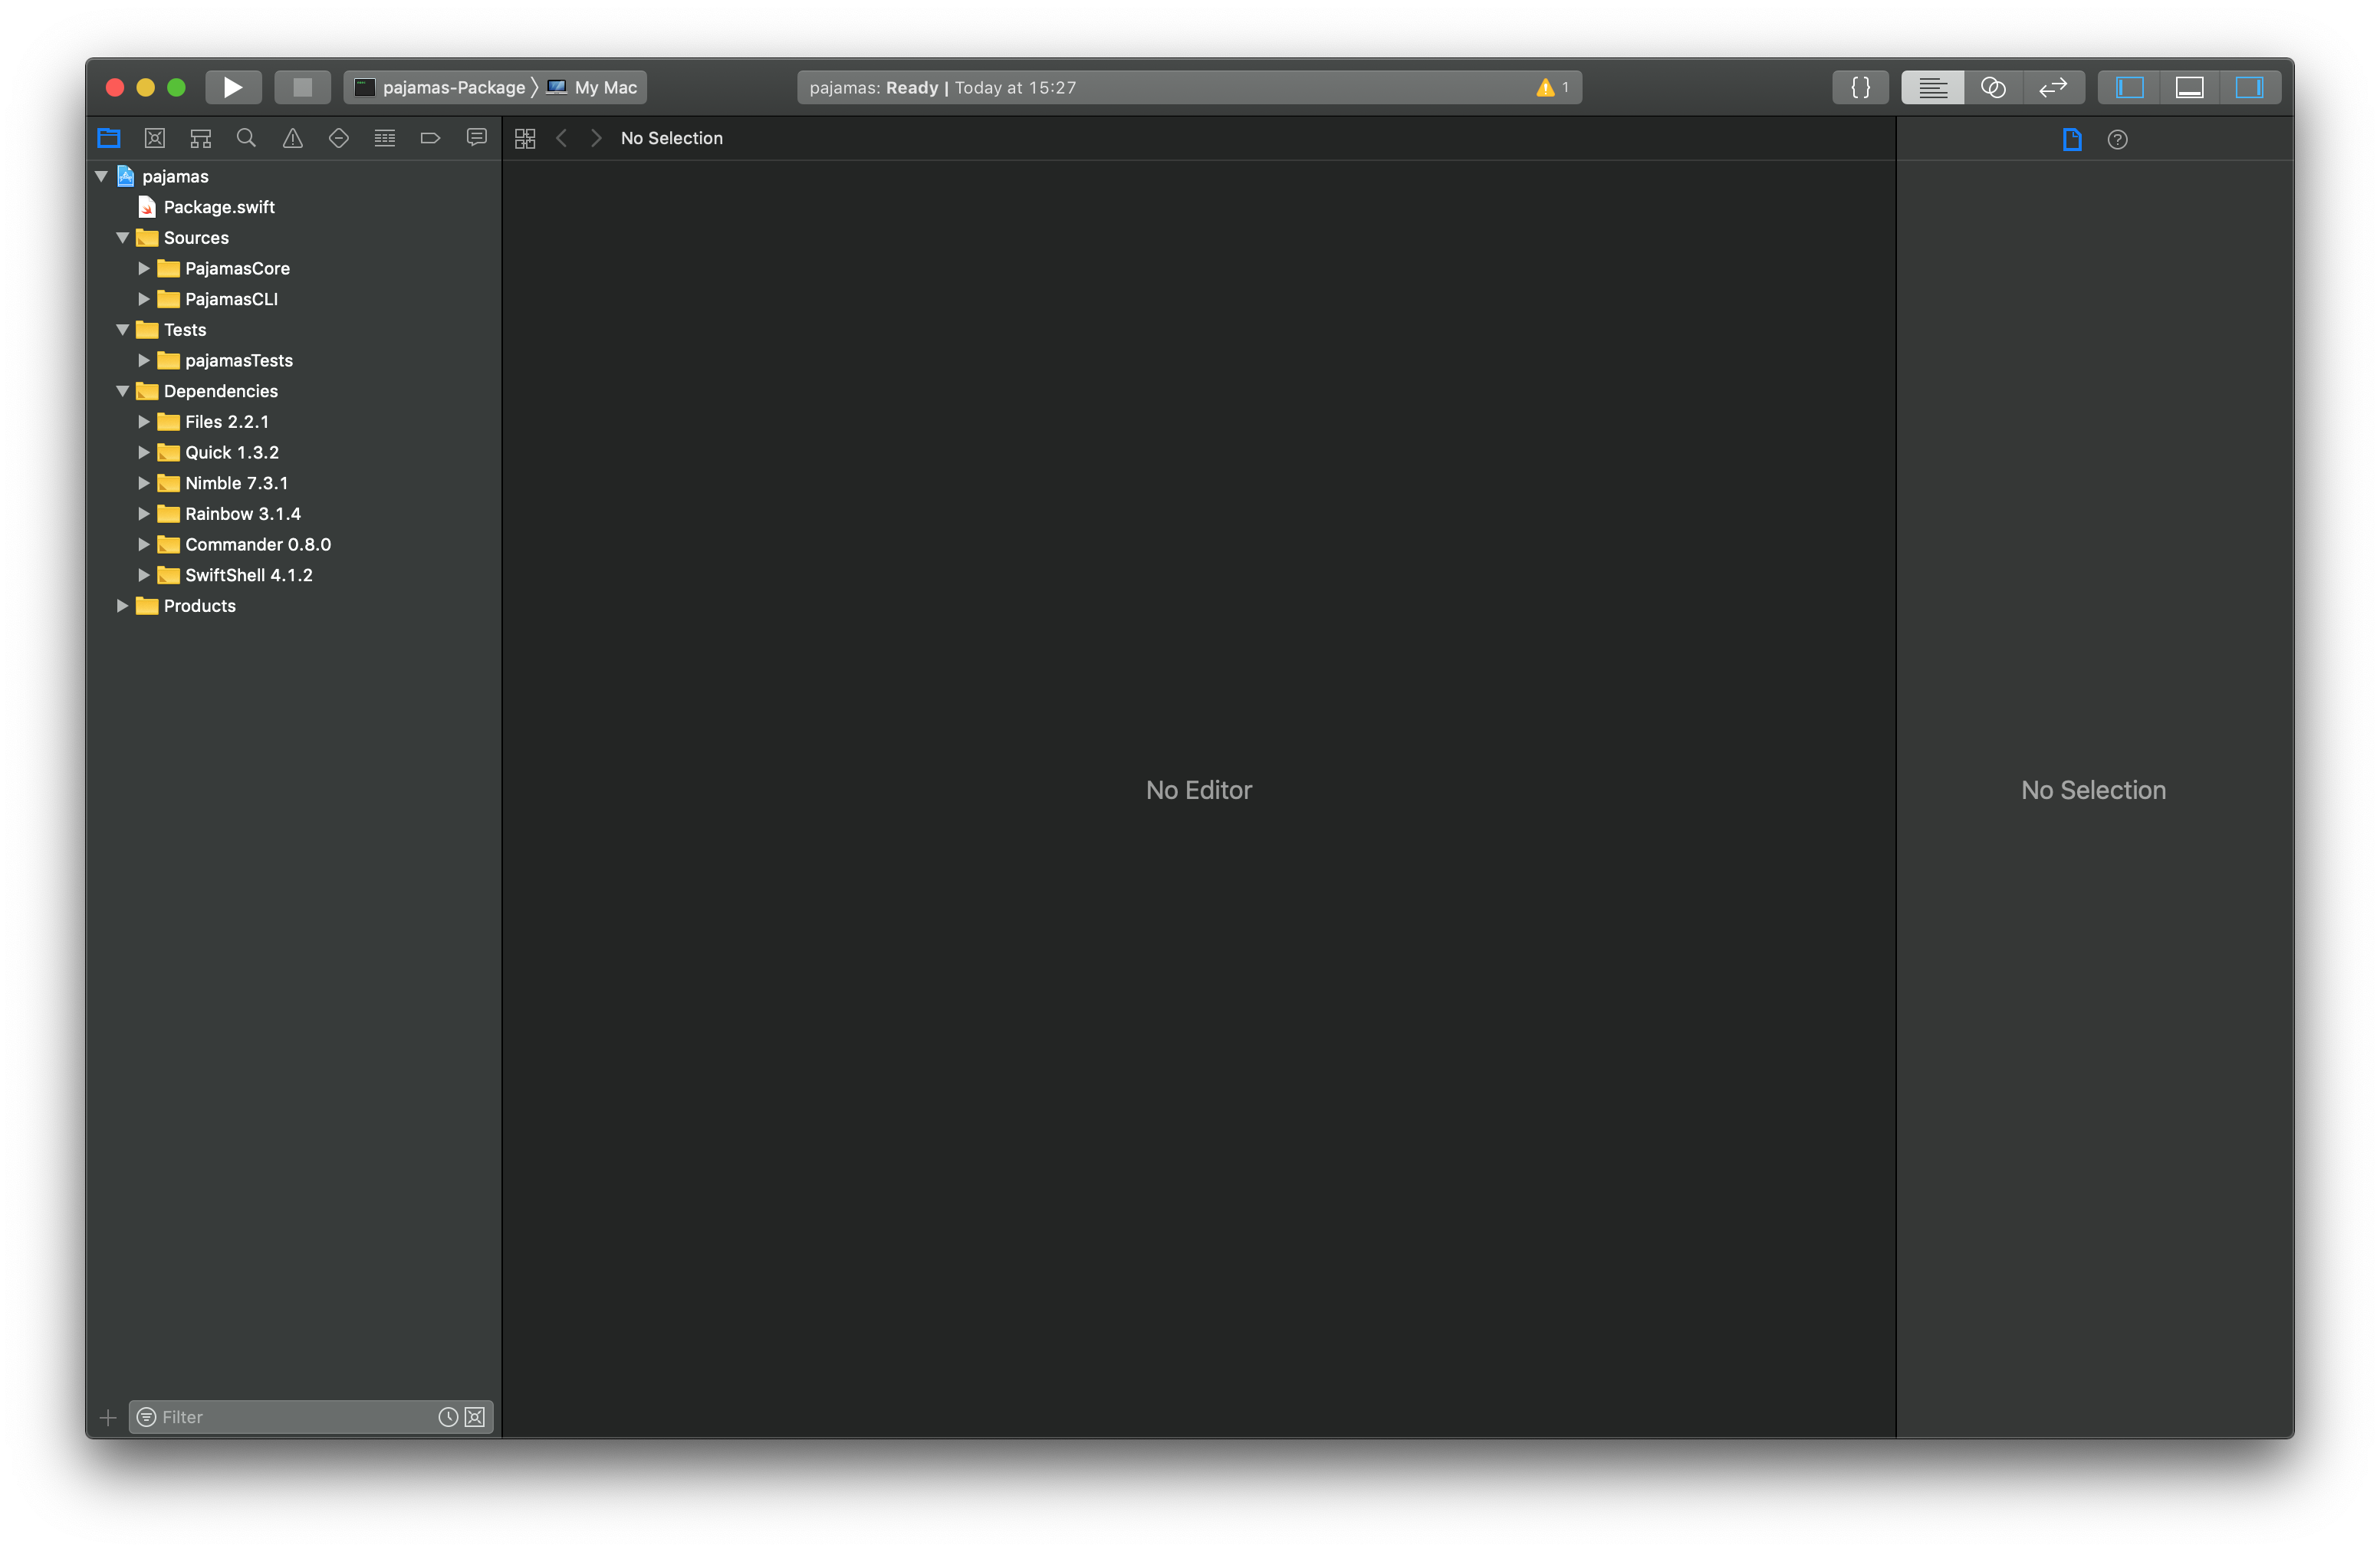 pajamas-Package
My Mac
pajamas: Ready | Today at 15:27
1
{ }
No Selection
pajamas
Package.swift
Sources
PajamasCore
PajamasCLI
Tests
pajamasTests
Dependencies
Files 2.2.1
Quick 1.3.2
Nimble 7.3.1
Rainbow 3.1.4
Commander 0.8.0
SwiftShell 4.1.2
Products
No Editor
No Selection
Filter